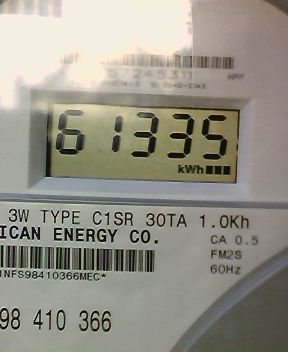 57245311
61335
kWh
3W TYPE C1SR 30TA 1.0Kh
ICAN ENERGY CO.
CA 0.5
FM2S
60Hz
INFS98410366MEC*
98 410 366